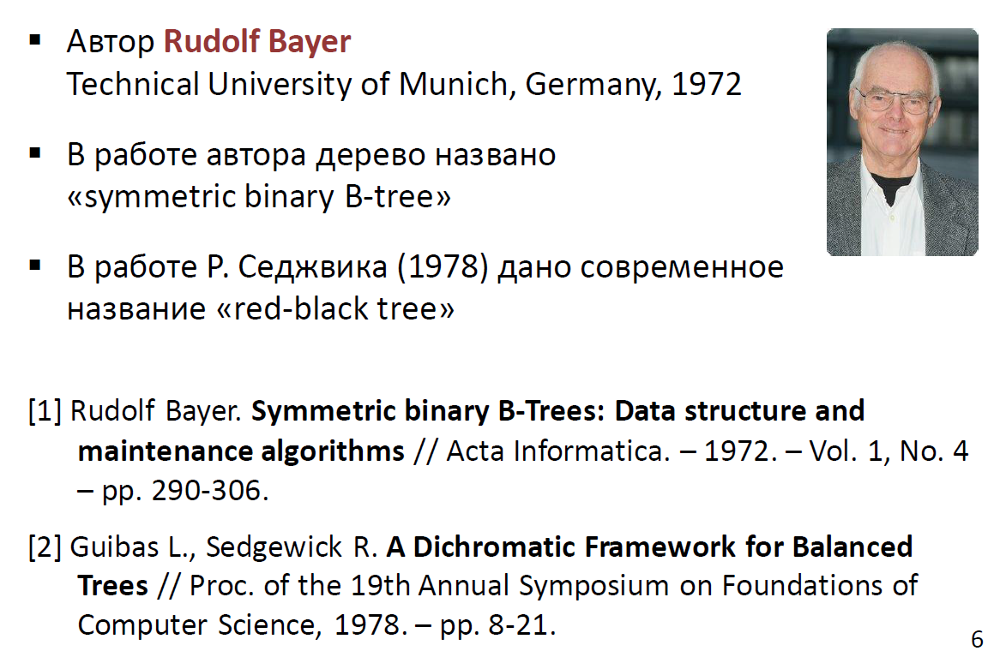 ▪ Автор Rudolf Bayer
Technical University of Munich, Germany, 1972
▪ В работе автора дерево названо
«symmetric binary B-tree»
▪ В работе Р. Седжвика (1978) дано современное
название «red-black tree»
[1] Rudolf Bayer. Symmetric binary B-Trees: Data structure and
maintenance algorithms // Acta Informatica. – 1972. – Vol. 1, No. 4
– pp. 290-306.
[2] Guibas L., Sedgewick R. A Dichromatic Framework for Balanced
Trees // Proc. of the 19th Annual Symposium on Foundations of
Computer Science, 1978. – pp. 8-21.
6